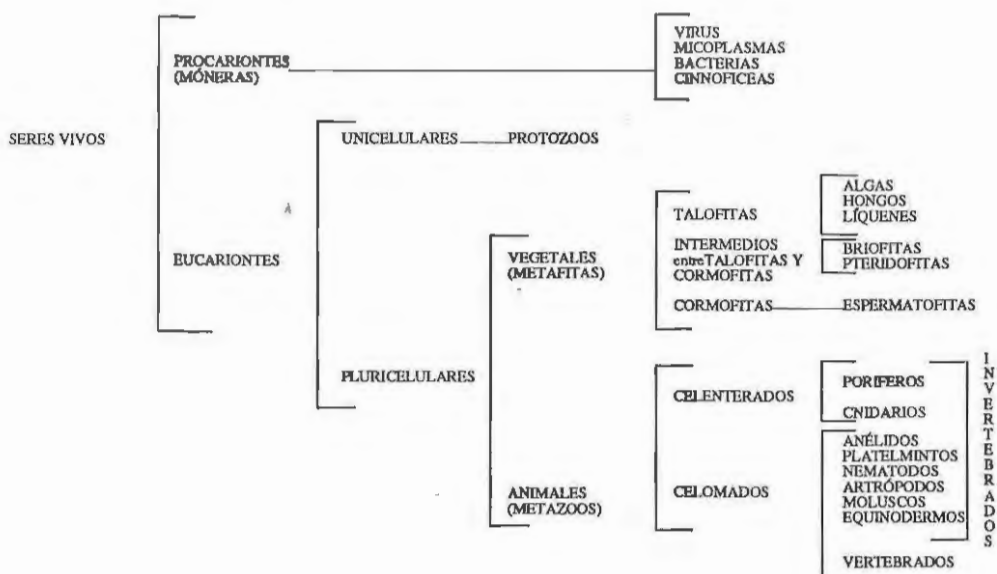 SERES VIVOS
PROCARIONTES
(MÓNERAS)
VIRUS
MICOPLASMAS
BACTERIAS
CINNOFICEAS
EUCARIONTES
UNICELULARES
PROTOZOOS
PLURICELULARES
VEGETALES
(METAFITAS)
TALOFITAS
ALGAS
HONGOS
LÍQUENES
INTERMEDIOS
entre TALOFITAS Y
CORMOFITAS
BRIOFITAS
PTERIDOFITAS
CORMOFITAS
ESPERMATOFITAS
ANIMALES
(METAZOOS)
CELENTERADOS
PORIFEROS
CNIDARIOS
CELOMADOS
ANÉLIDOS
PLATELMINTOS
NEMATODOS
ARTRÓPODOS
MOLUSCOS
EQUINODERMOS
VERTEBRADOS
INVERTEBRADOS